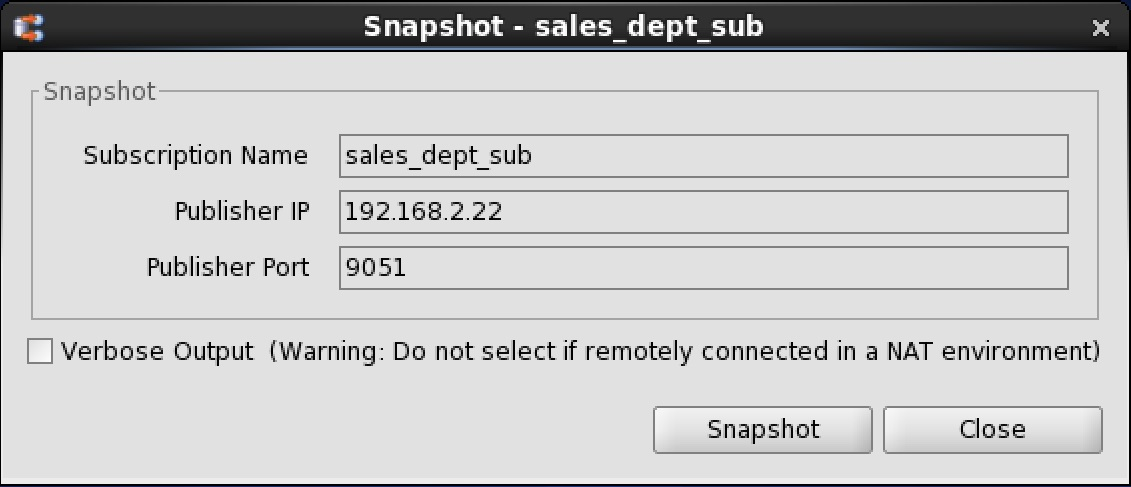 Snapshot - sales_dept_sub
Snapshot
Subscription Name sales_dept_sub
Publisher IP 192.168.2.22
Publisher Port 9051
Verbose Output (Warning: Do not select if remotely connected in a NAT environment)
Snapshot Close